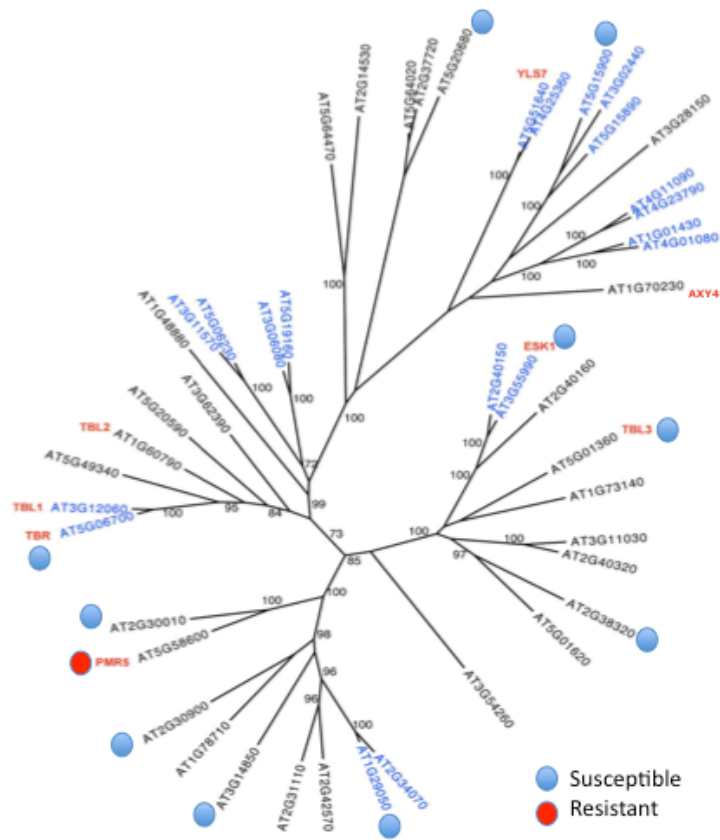 AT5G64470
AT2G14530
AT5G64020
AT2G37720
AT5G20680
YLS7
AT5G51640
AT4G25360
AT5G15900
AT3G02440
AT5G15890
AT3G28150
AT4G11090
AT4G23790
AT1G01430
AT4G01080
AT1G70230
AXY4
100
100
100
100
100
100
100
AT1G48880
AT3G11570
AT5G06230
AT3G06080
AT5G19160
100
100
72
AT3G62390
AT5G20590
TBL2
AT1G60790
AT5G49340
TBL1
AT3G12060
TBR
AT5G06700
100
95
84
99
73
85
ESK1
AT2G40150
AT3G55990
AT2G40160
TBL3
AT5G01360
AT1G73140
AT3G11030
AT2G40320
AT2G38320
AT5G01620
AT3G54260
100
100
100
100
97
AT2G30010
AT5G58600
PMR5
AT2G30900
AT1G78710
AT3G14850
AT2G31110
AT2G42570
AT1G29050
AT2G34070
100
100
98
96
96
100
Susceptible
Resistant